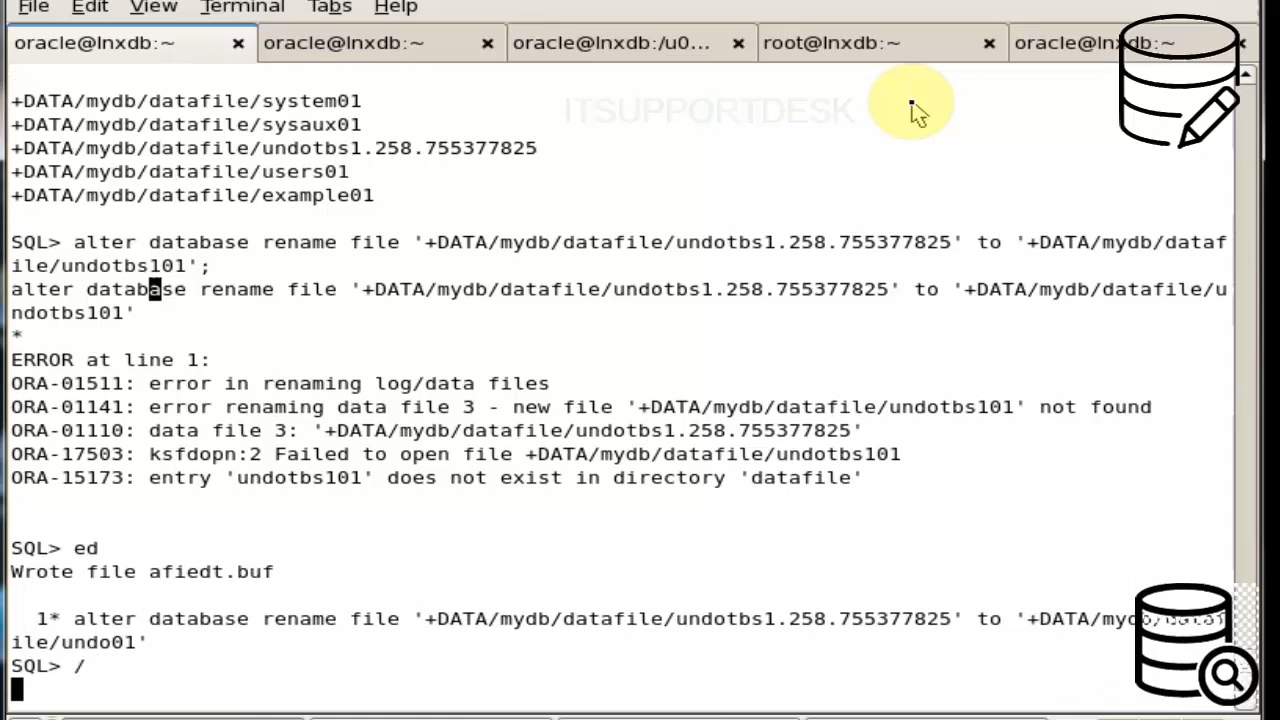 File Edit View Terminal Tabs Help
oracle@lnxdb:~ oracle@lnxdb:~ oracle@lnxdb:/u0... root@lnxdb:~ oracle@lnxdb:~
ITSUPPORTDESK
+DATA/mydb/datafile/system01
+DATA/mydb/datafile/sysaux01
+DATA/mydb/datafile/undotbs1.258.755377825
+DATA/mydb/datafile/users01
+DATA/mydb/datafile/example01
SQL> alter database rename file '+DATA/mydb/datafile/undotbs1.258.755377825' to '+DATA/mydb/dataf
ile/undotbs101';
alter database rename file '+DATA/mydb/datafile/undotbs1.258.755377825' to '+DATA/mydb/datafile/u
ndotbs101'
*
ERROR at line 1:
ORA-01511: error in renaming log/data files
ORA-01141: error renaming data file 3 - new file '+DATA/mydb/datafile/undotbs101' not found
ORA-01110: data file 3: '+DATA/mydb/datafile/undotbs1.258.755377825'
ORA-17503: ksfdopn:2 Failed to open file +DATA/mydb/datafile/undotbs101
ORA-15173: entry 'undotbs101' does not exist in directory 'datafile'
SQL> ed
Wrote file afiedt.buf
1* alter database rename file '+DATA/mydb/datafile/undotbs1.258.755377825' to '+DATA/mydb/dataf
ile/undo01'
SQL> /